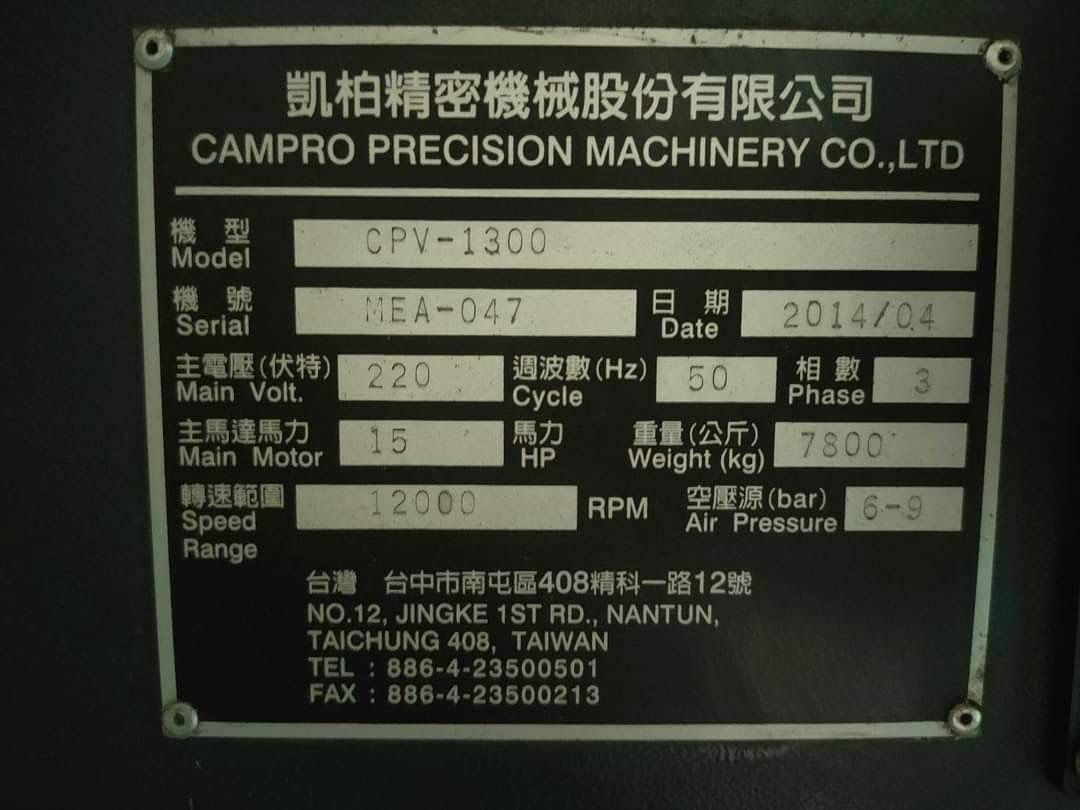 凱柏精密機械股份有限公司
CAMPRO PRECISION MACHINERY CO.,LTD
機 型
Model
CPV-1300
機 號
Serial
MEA-047
日 期
Date
2014/04
主電壓(伏特)
Main Volt.
220
週波數(Hz)
Cycle
50
相 數
Phase
3
主馬達馬力
Main Motor
15
馬力
HP
重量(公斤)
Weight (kg)
7800
轉速範圍
Speed
Range
12000
RPM
空壓源(bar)
Air Pressure
6-9
台灣 台中市南屯區408精科一路12號
NO.12, JINGKE 1ST RD., NANTUN,
TAICHUNG 408, TAIWAN
TEL : 886-4-23500501
FAX : 886-4-23500213